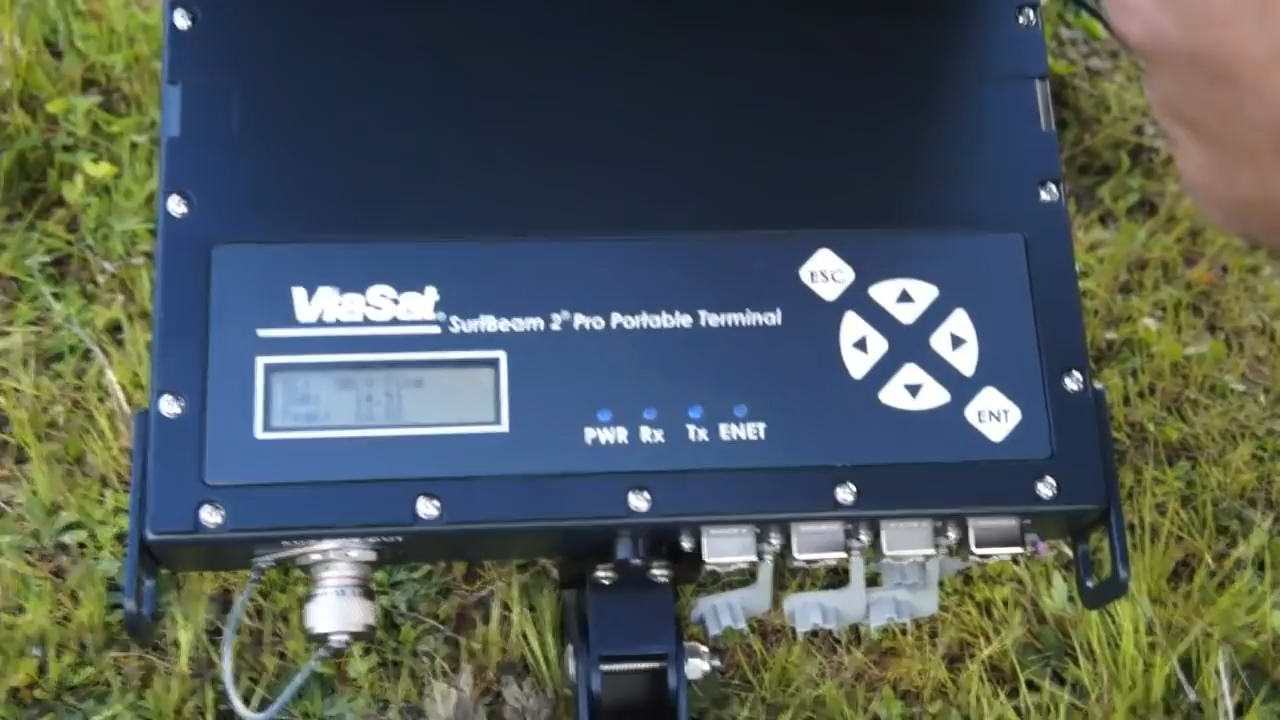 ViaSat®
SurfBeam 2® Pro Portable Terminal
ESC
ENT
PWR Rx Tx ENET